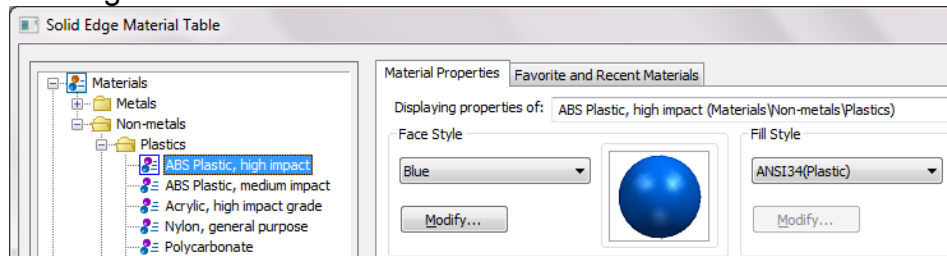 Solid Edge Material Table
Materials
Metals
Non-metals
Plastics
ABS Plastic, high impact
ABS Plastic, medium impact
Acrylic, high impact grade
Nylon, general purpose
Polycarbonate
Material Properties
Favorite and Recent Materials
Displaying properties of: ABS Plastic, high impact (Materials\Non-metals\Plastics)
Face Style
Blue
Modify...
Fill Style
ANSI34(Plastic)
Modify...